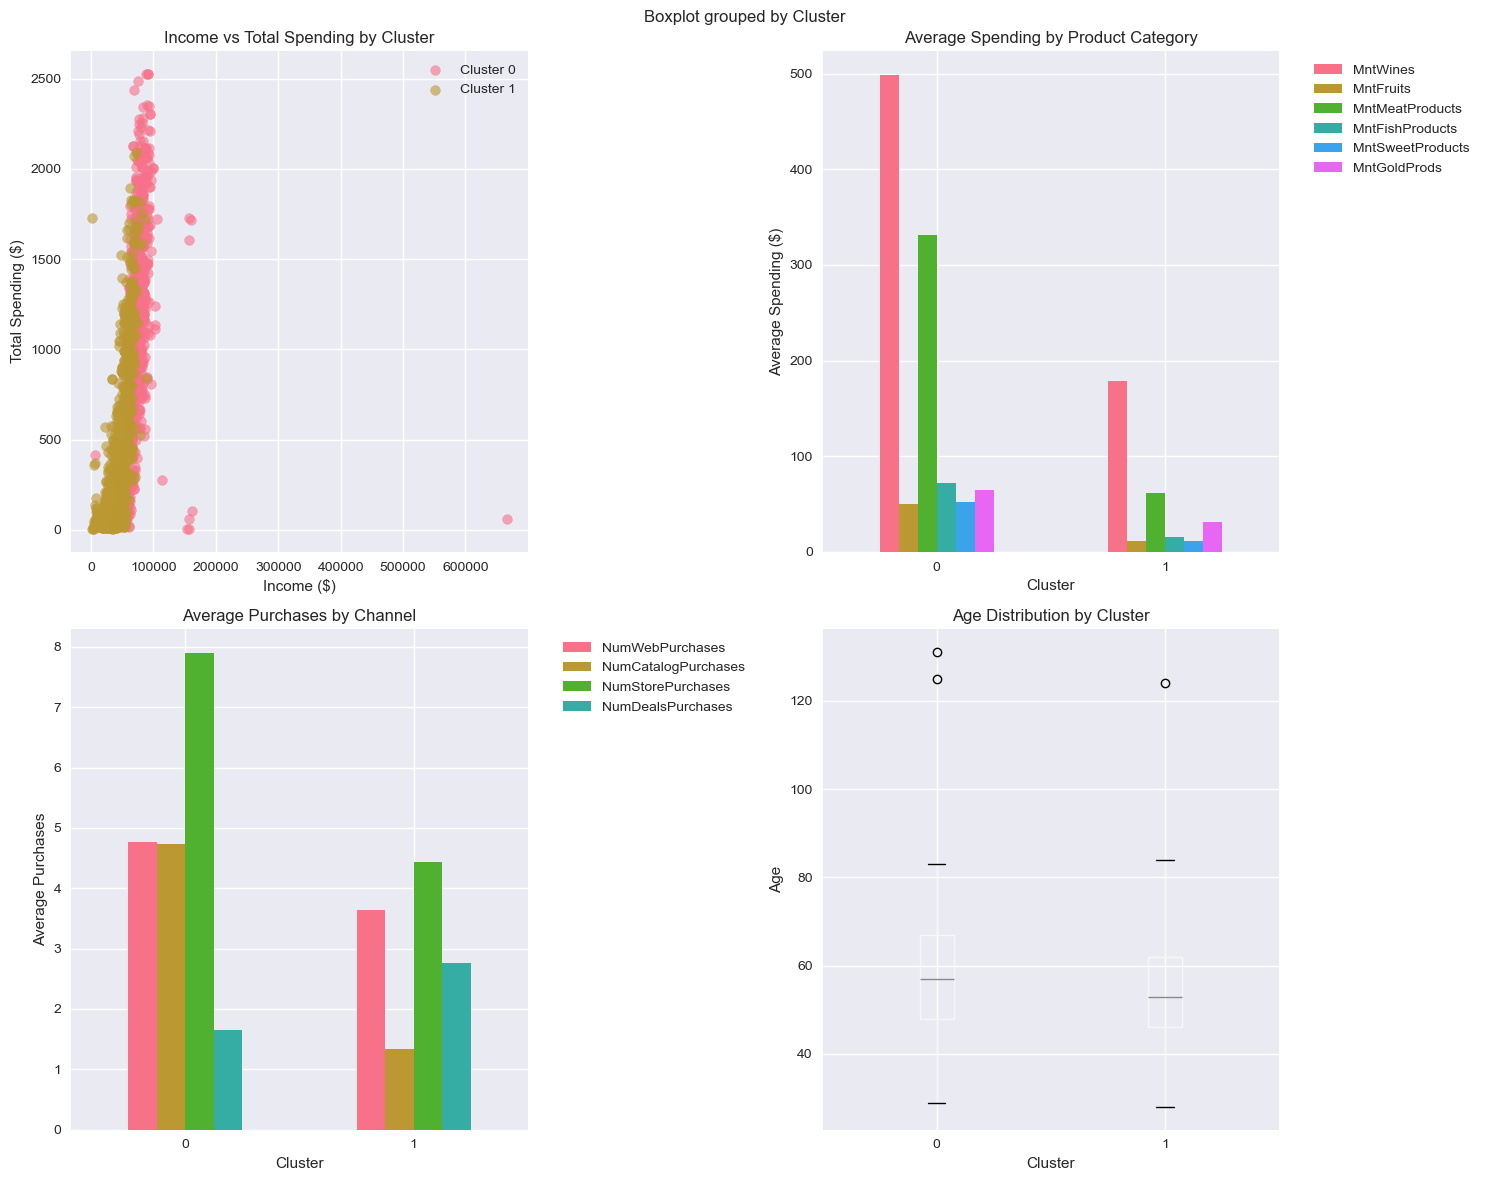 Boxplot grouped by Cluster
Income vs Total Spending by Cluster
Total Spending ($)
2500
2000
1500
1000
500
0
0 100000 200000 300000 400000 500000 600000
Income ($)
Cluster 0
Cluster 1
Average Spending by Product Category
Average Spending ($)
500
400
300
200
100
0
0 1
Cluster
MntWines
MntFruits
MntMeatProducts
MntFishProducts
MntSweetProducts
MntGoldProds
Average Purchases by Channel
Average Purchases
8
7
6
5
4
3
2
1
0
0 1
Cluster
NumWebPurchases
NumCatalogPurchases
NumStorePurchases
NumDealsPurchases
Age Distribution by Cluster
Age
120
100
80
60
40
0 1
Cluster